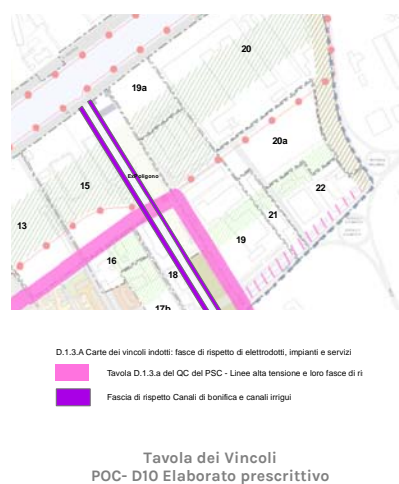 20
19a
20a
15
22
21
13
19
16
18
17b
D.1.3.A Carte dei vincoli indotti: fasce di rispetto di elettrodotti, impianti e servizi
Tavola D.1.3.a del QC del PSC - Linee alta tensione e loro fasce di ri
Fascia di rispetto Canali di bonifica e canali irrigui
Tavola dei Vincoli
POC- D10 Elaborato prescrittivo